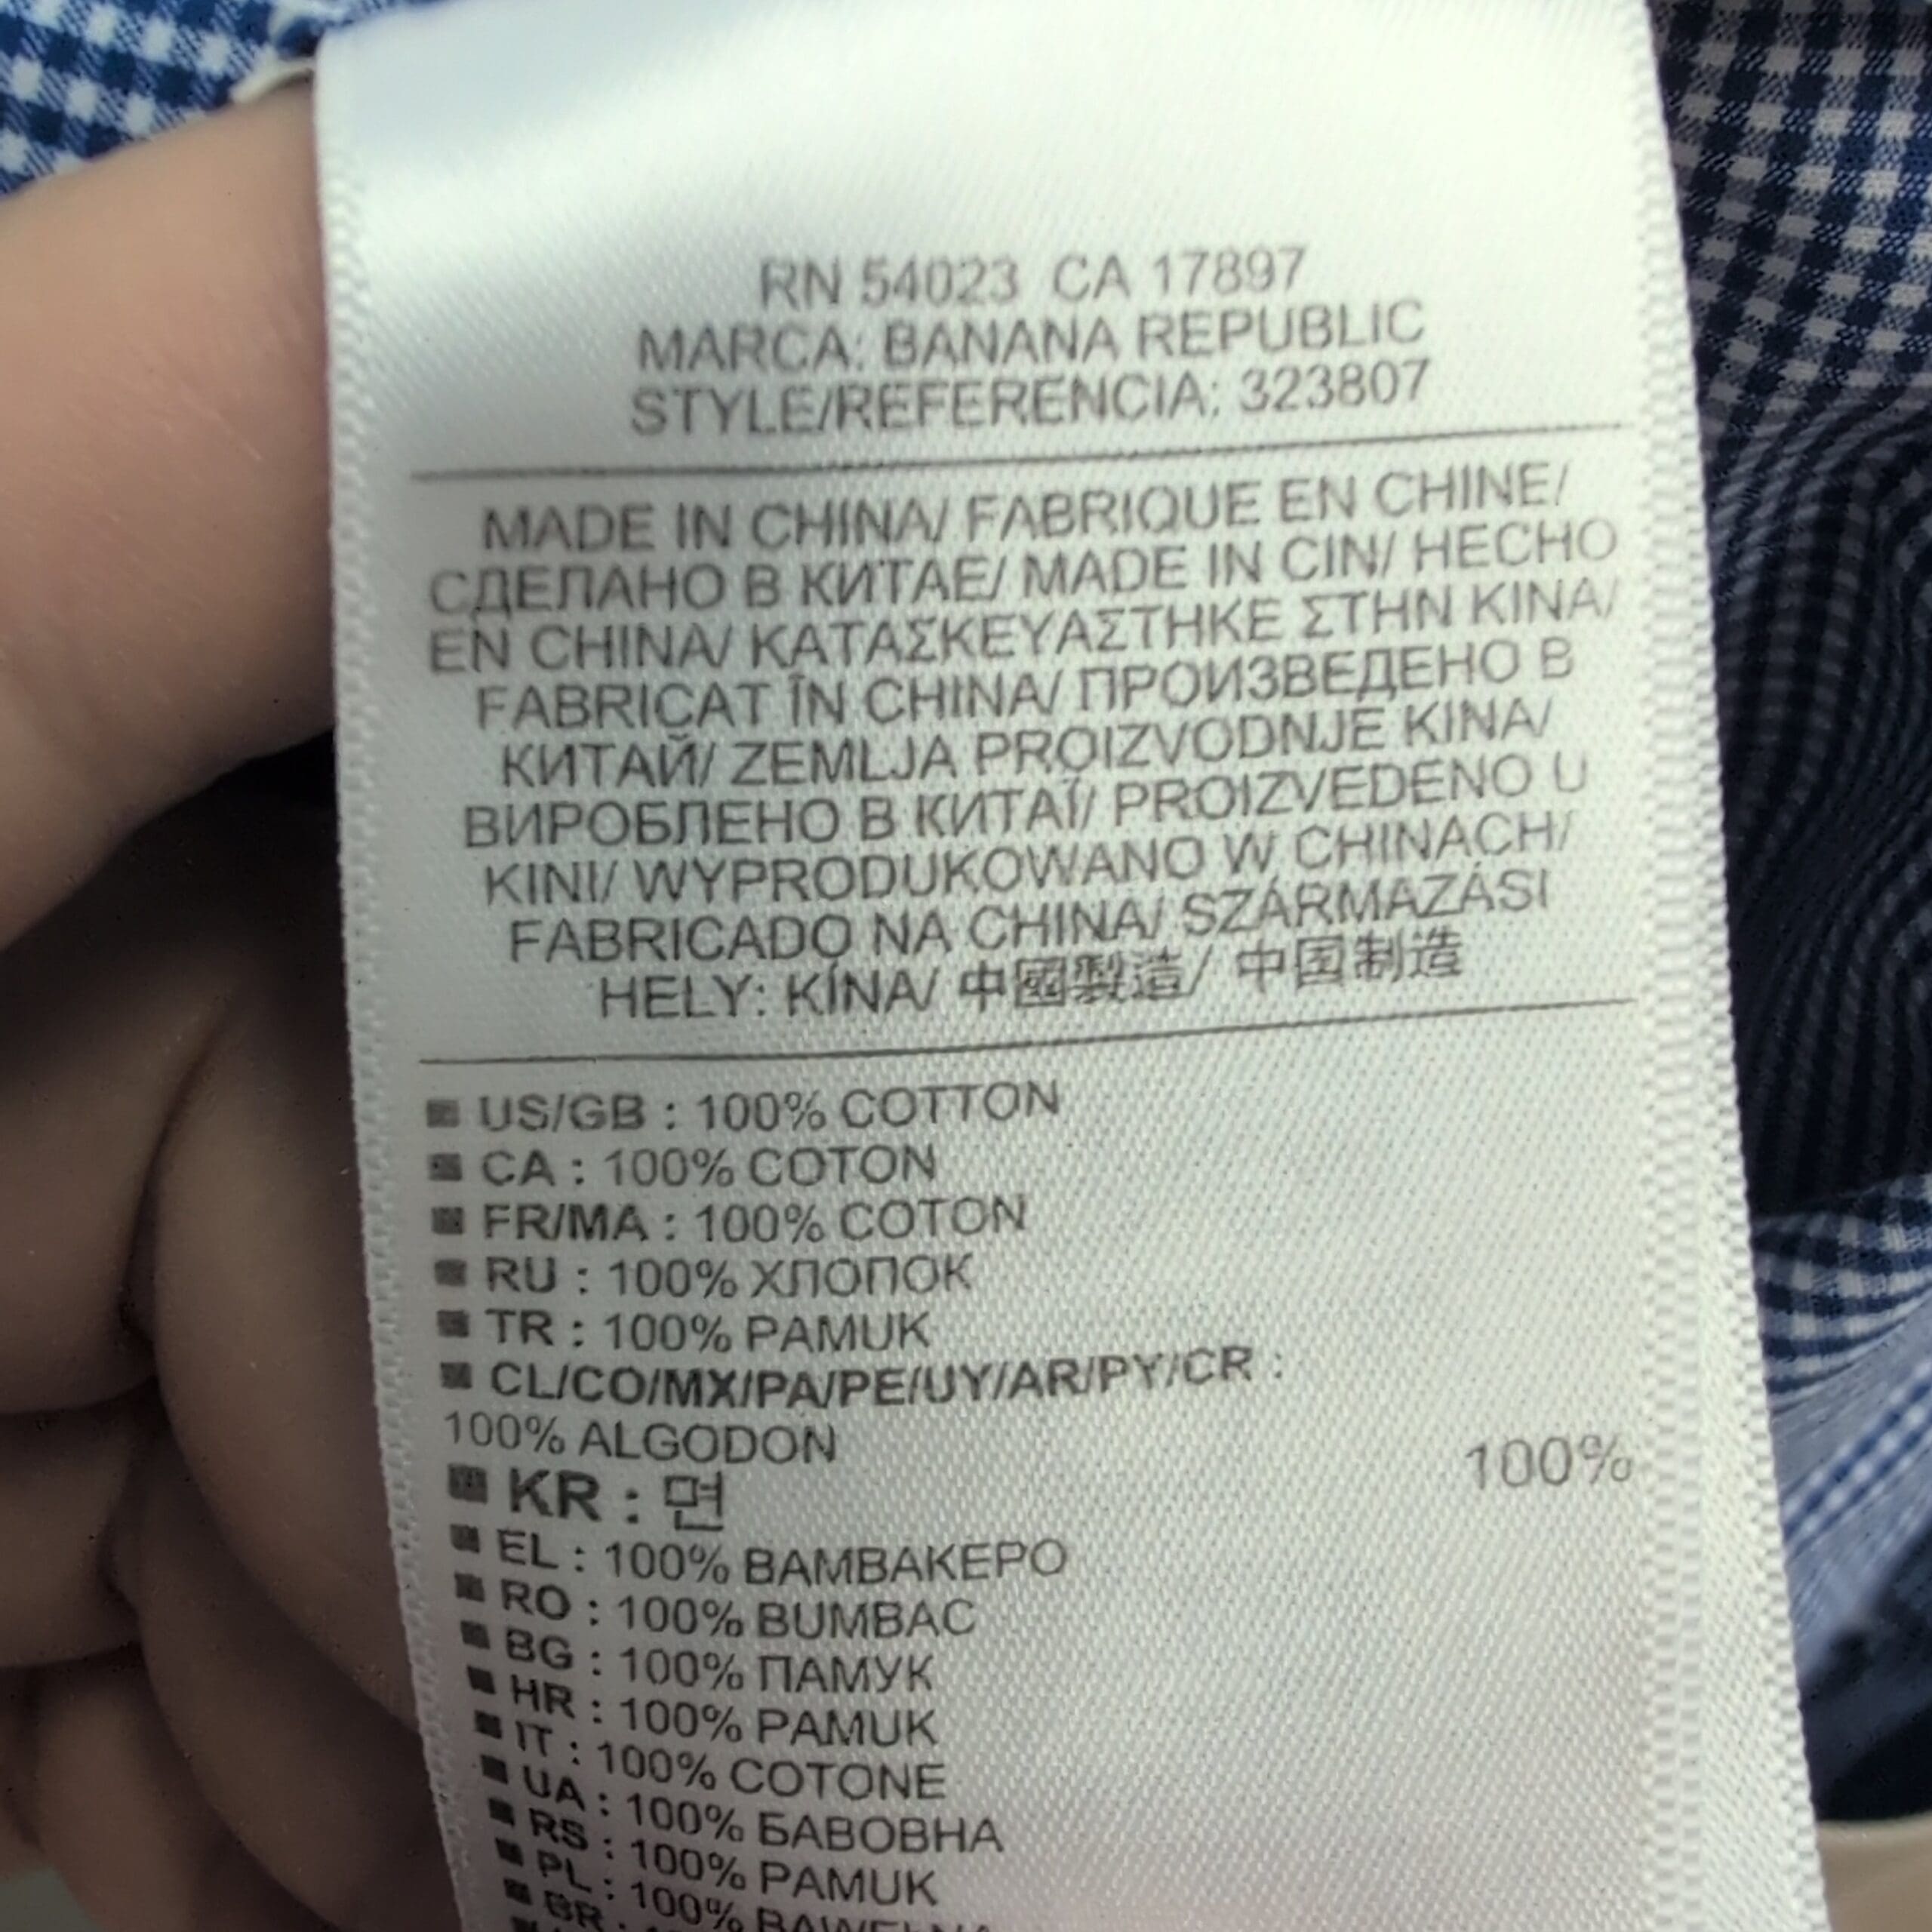 RN 54023 CA 17897
MARCA: BANANA REPUBLIC
STYLE/REFERENCIA: 323807
MADE IN CHINA/ FABRIQUE EN CHINE/
СДЕЛАНО В КИТАЕ/ MADE IN CIN/ HECHO
EN CHINA/ ΚΑΤΑΣΚΕΥΑΣΤΗΚΕ ΣΤΗΝ ΚΙΝΑ/
FABRICAT ÎN CHINA/ ПРОИЗВЕДЕНО В
КИТАЙ/ ZEMLJA PROIZVODNJE KINA/
ВИРОБЛЕНО В КИТАЇ/ PROIZVEDENO U
KINI/ WYPRODUKOWANO W CHINACH/
FABRICADO NA CHINA/ SZÁRMAZÁSI
HELY: KÍNA/ 中國製造/ 中国制造
■ US/GB : 100% COTTON
■ CA : 100% COTON
■ FR/MA : 100% COTON
■ RU : 100% ХЛОПОК
■ TR : 100% PAMUK
■ CL/CO/MX/PA/PE/UY/AR/PY/CR :
100% ALGODON
■ KR : 면 100%
■ EL : 100% ΒΑΜΒΑΚΕΡΟ
■ RO : 100% BUMBAC
■ BG : 100% ПАМУК
■ HR : 100% PAMUK
■ IT : 100% COTONE
■ UA : 100% БАВОВНА
■ RS : 100% PAMUK
■ PL : 100% BAWEŁNA
■ BR :